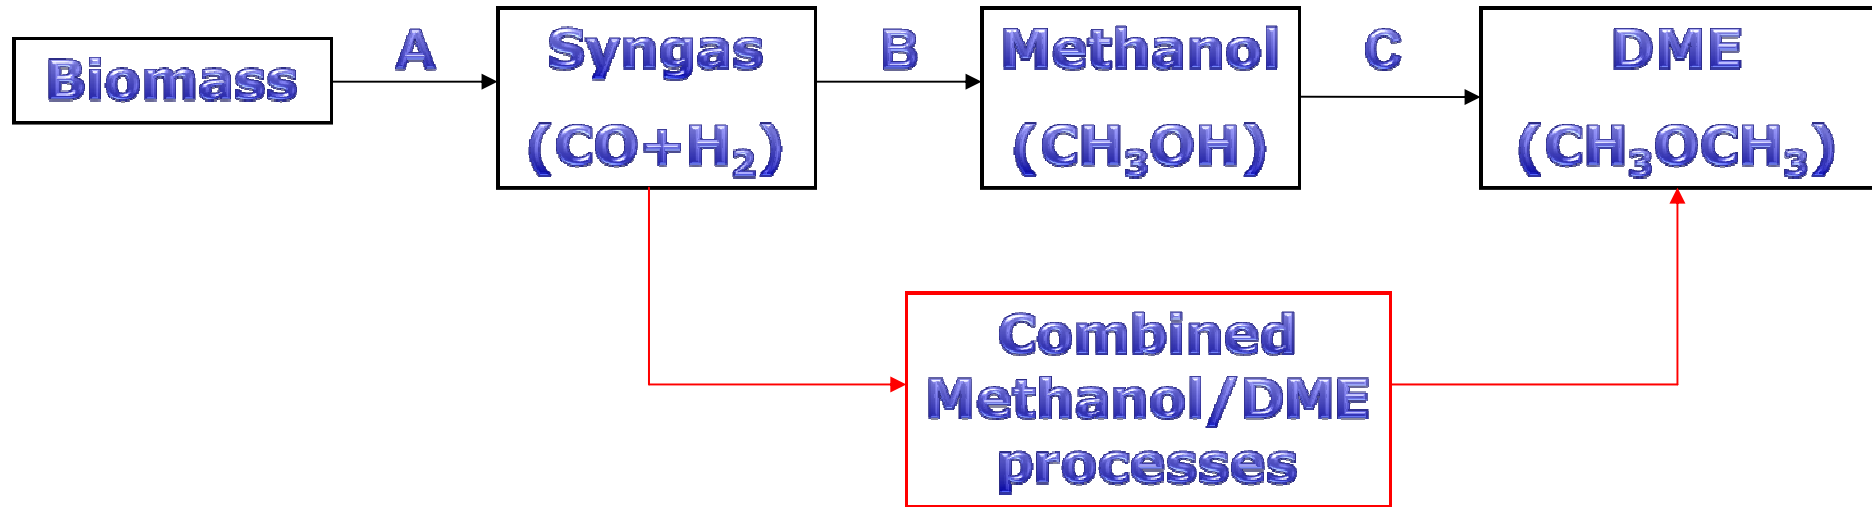 Biomass
A
Syngas
(CO+H₂)
B
Methanol
(CH₃OH)
C
DME
(CH₃OCH₃)
Combined
Methanol/DME
processes